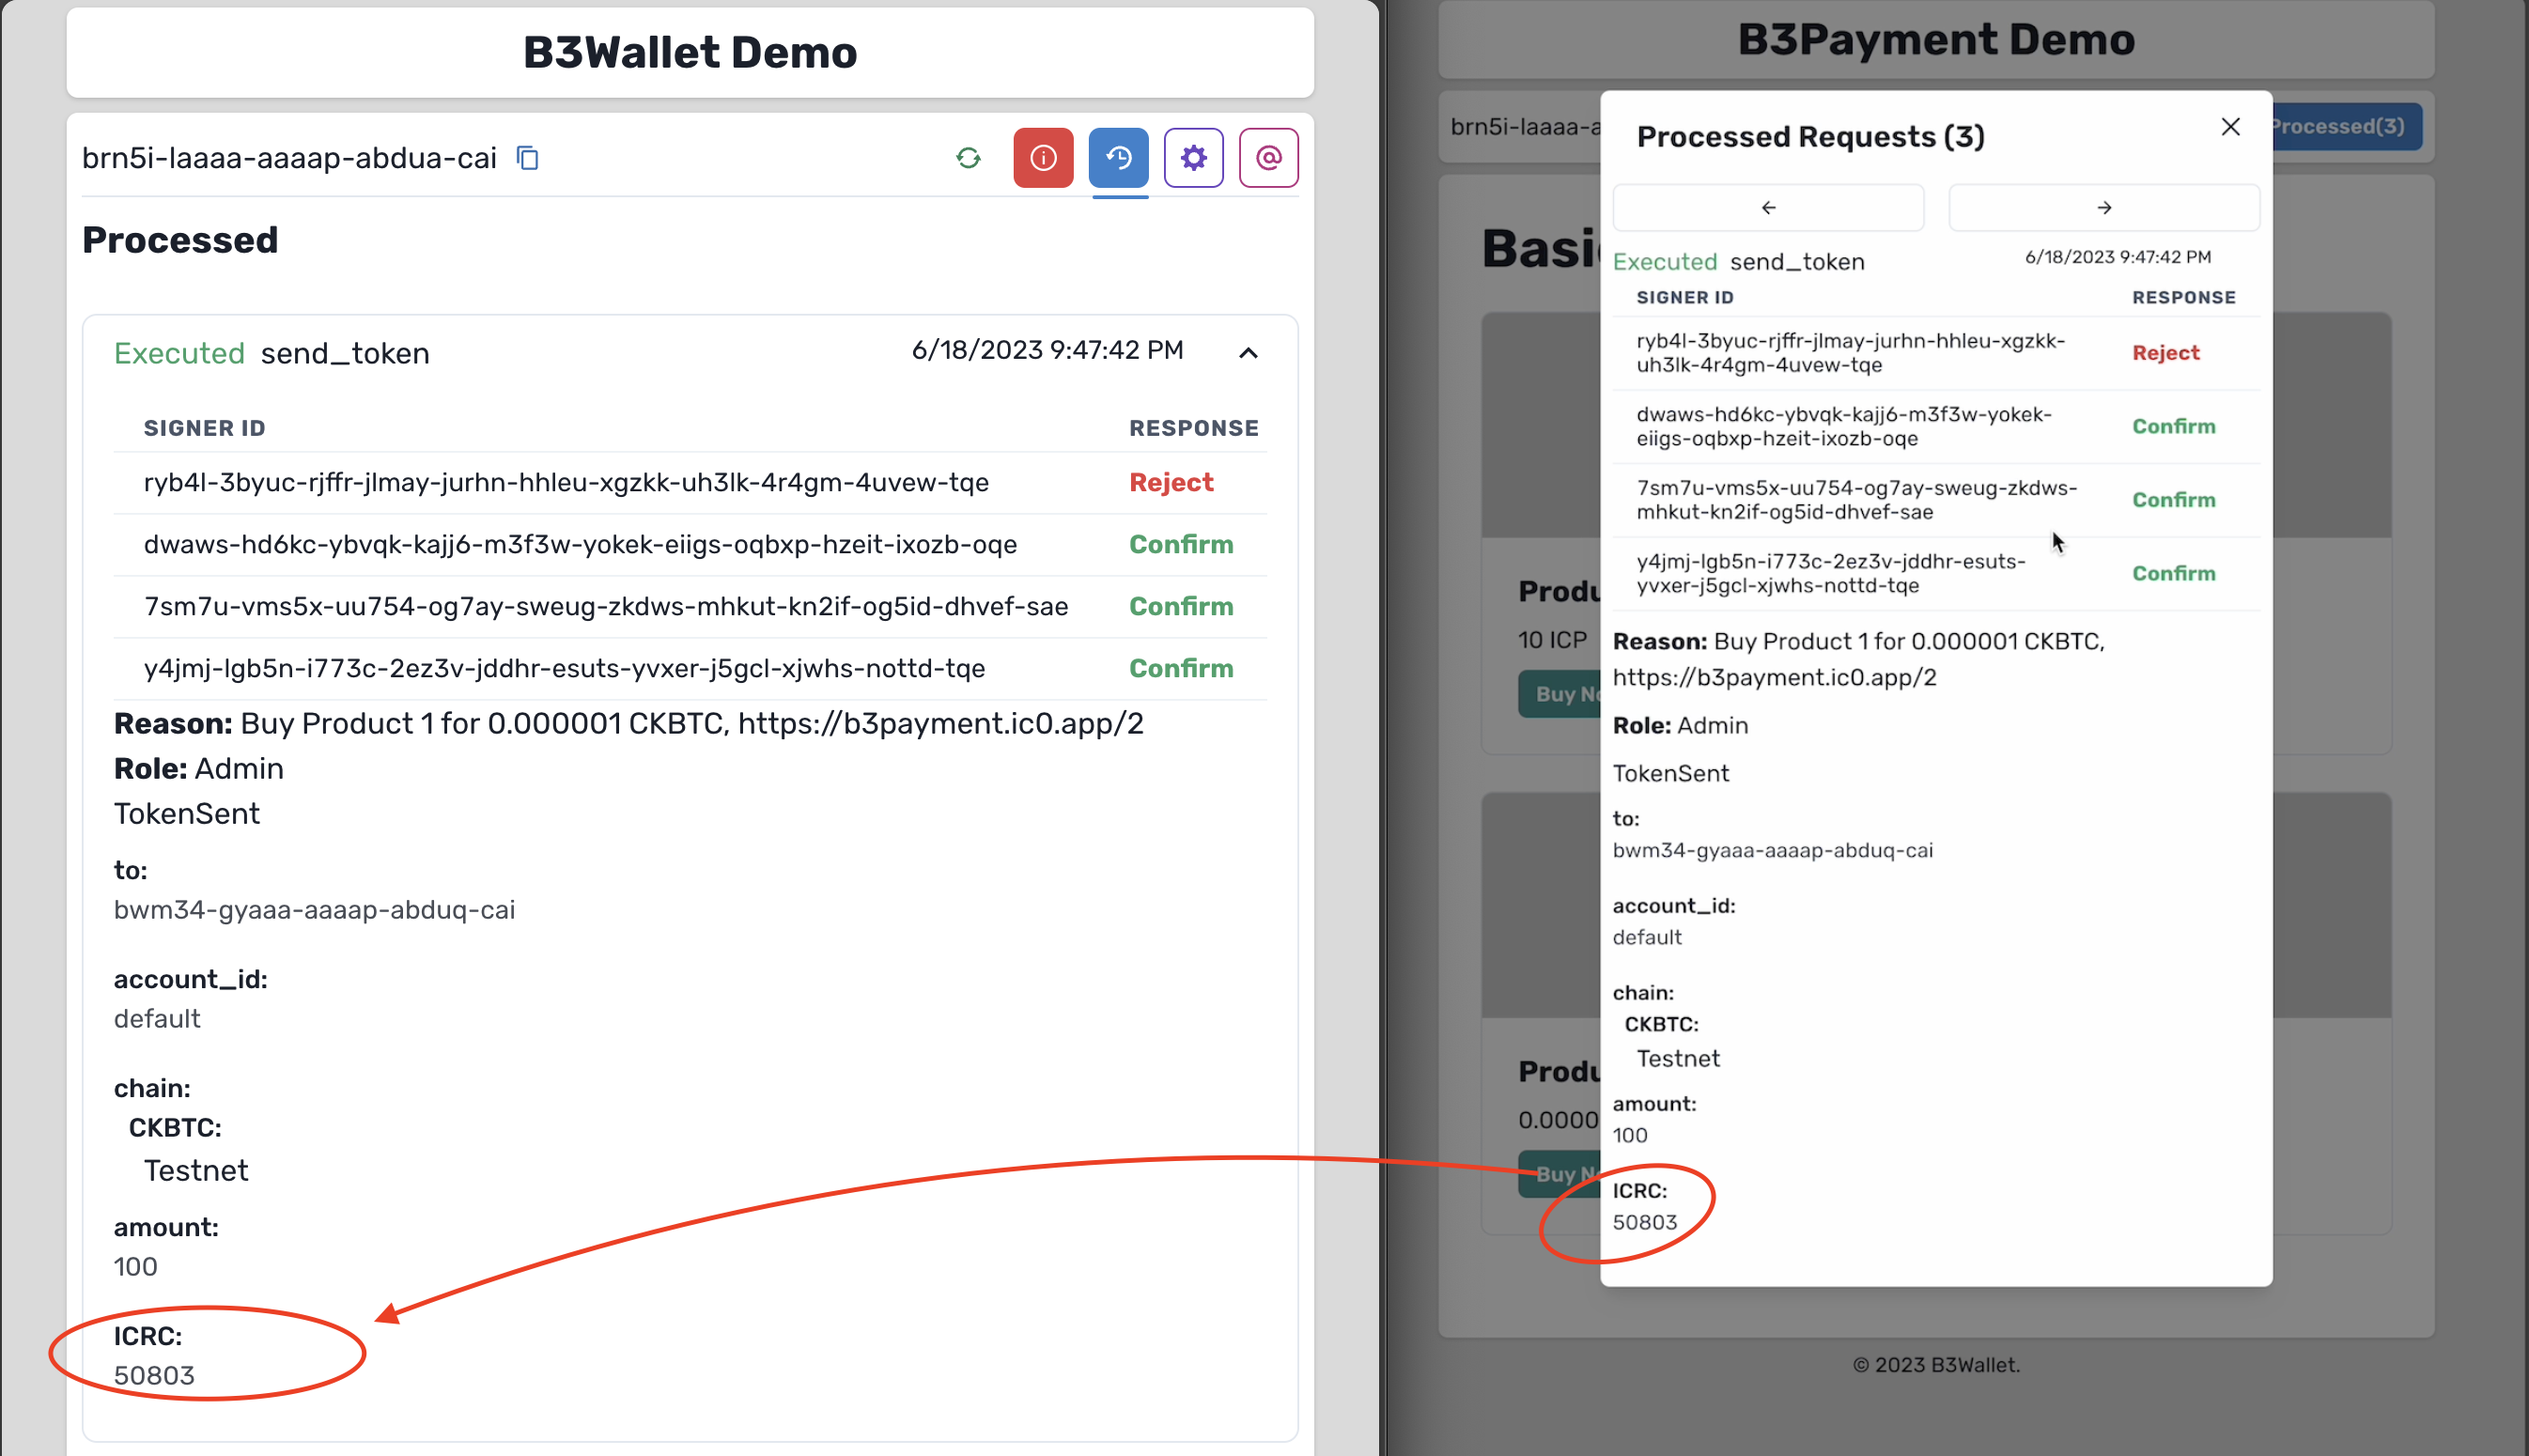 B3Wallet Demo
brn5i-laaaa-aaaap-abdua-cai
Processed
Executed send_token 6/18/2023 9:47:42 PM
SIGNER ID RESPONSE
ryb4l-3byuc-rjffr-jlmay-jurhn-hhleu-xgzkk-uh3lk-4r4gm-4uvew-tqe Reject
dwaws-hd6kc-ybvqk-kajj6-m3f3w-yokek-eiigs-oqbxp-hzeit-ixozb-oqe Confirm
7sm7u-vms5x-uu754-og7ay-sweug-zkdws-mhkut-kn2if-og5id-dhvef-sae Confirm
y4jmj-lgb5n-i773c-2ez3v-jddhr-esuts-yvxer-j5gcl-xjwhs-nottd-tqe Confirm
Reason: Buy Product 1 for 0.000001 CKBTC, https://b3payment.ic0.app/2
Role: Admin
TokenSent
to:
bwm34-gyaaa-aaaap-abduq-cai
account_id:
default
chain:
CKBTC:
Testnet
amount:
100
ICRC:
50803
B3Payment Demo
brn5i-laaaa-a
Processed(3)
Basi
Produ
10 ICP
Buy No
Produ
0.0000
Buy N
Processed Requests (3)
Executed send_token 6/18/2023 9:47:42 PM
SIGNER ID RESPONSE
ryb4l-3byuc-rjffr-jlmay-jurhn-hhleu-xgzkk-
uh3lk-4r4gm-4uvew-tqe Reject
dwaws-hd6kc-ybvqk-kajj6-m3f3w-yokek-
eiigs-oqbxp-hzeit-ixozb-oqe Confirm
7sm7u-vms5x-uu754-og7ay-sweug-zkdws-
mhkut-kn2if-og5id-dhvef-sae Confirm
y4jmj-lgb5n-i773c-2ez3v-jddhr-esuts-
yvxer-j5gcl-xjwhs-nottd-tqe Confirm
Reason: Buy Product 1 for 0.000001 CKBTC,
https://b3payment.ic0.app/2
Role: Admin
TokenSent
to:
bwm34-gyaaa-aaaap-abduq-cai
account_id:
default
chain:
CKBTC:
Testnet
amount:
100
ICRC:
50803
© 2023 B3Wallet.